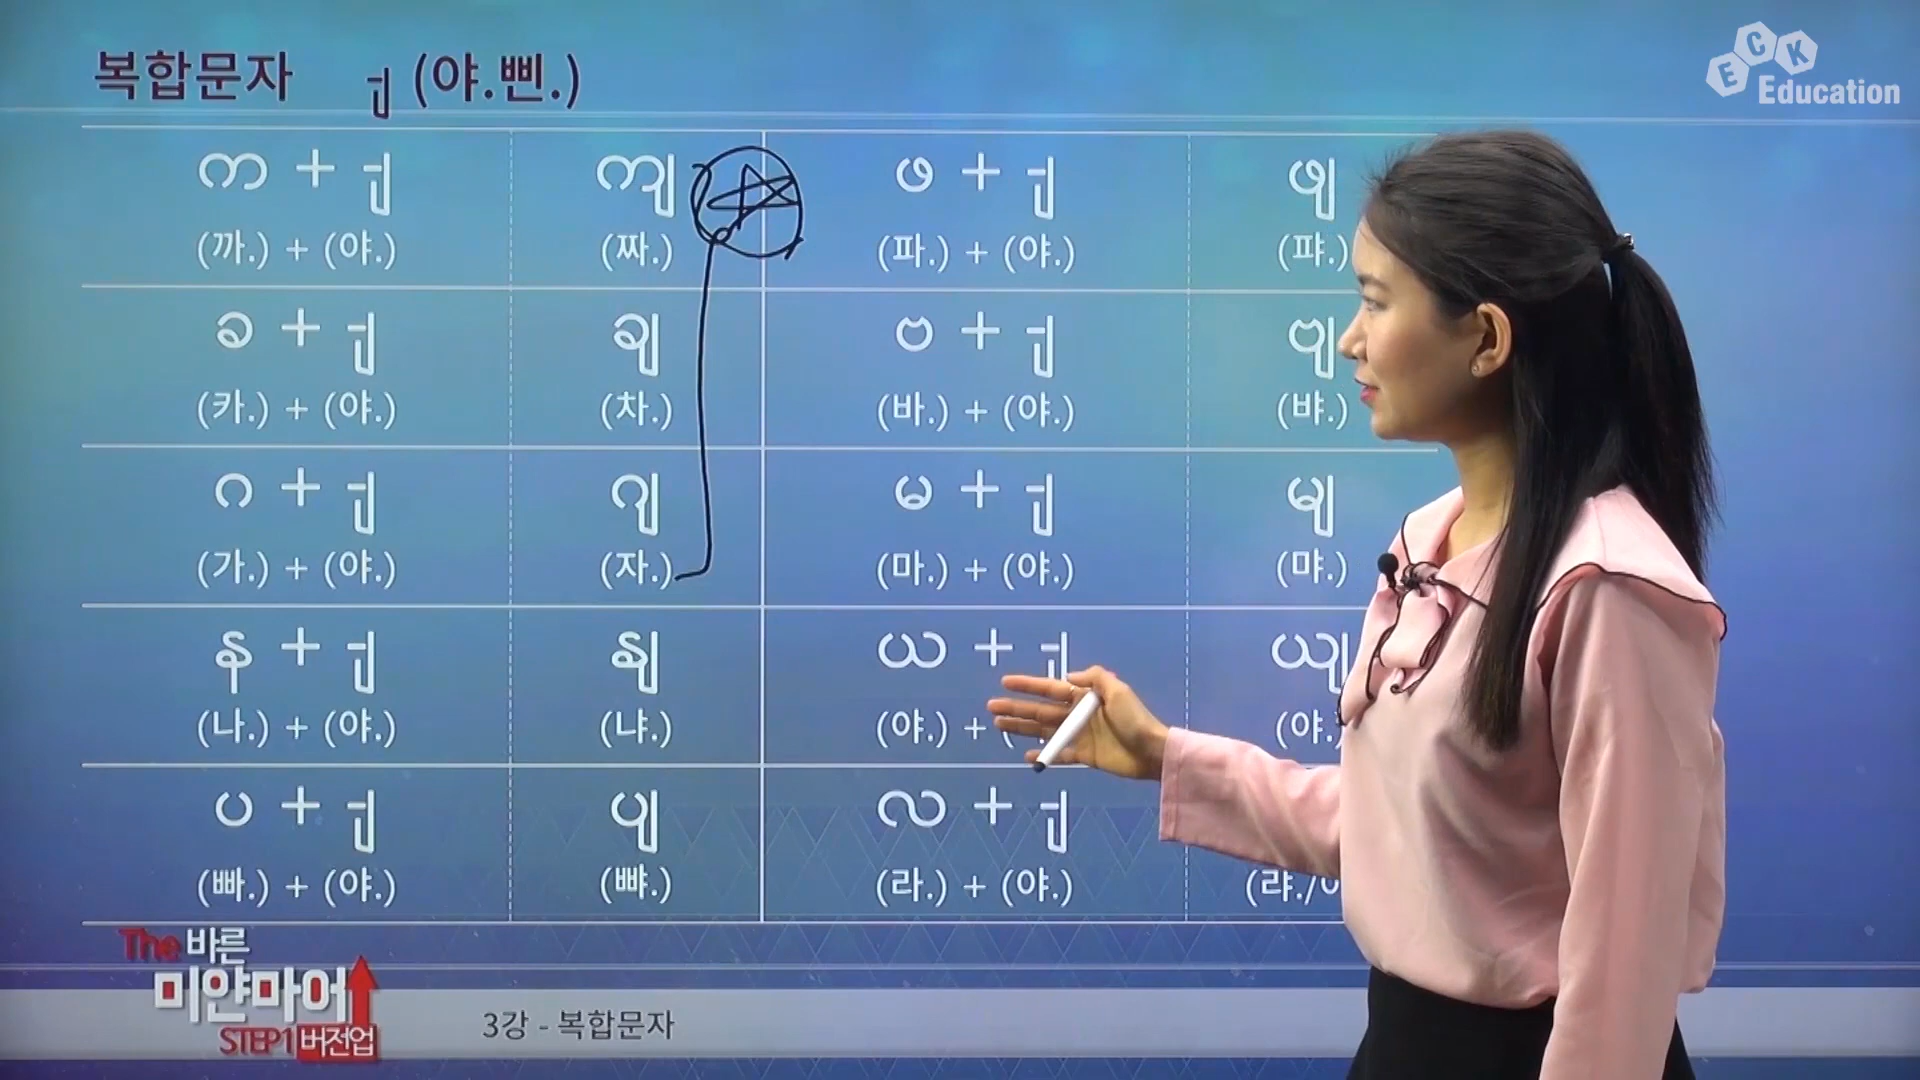 복합문자 ျ (야.삔.)
ECK Education
က + ျ ကျ ဖ + ျ ဖျ
(까.) + (야.) (짜.) (파.) + (야.) (퍄.)
ခ + ျ ချ ဗ + ျ ဗျ
(카.) + (야.) (차.) (바.) + (야.) (뱌.)
ဂ + ျ ဂျ မ + ျ မျ
(가.) + (야.) (자.) (마.) + (야.) (먀.)
န + ျ နျ ယ + ျ ယျ
(나.) + (야.) (냐.) (야.) + (야.)
ပ + ျ ပျ လ + ျ
(빠.) + (야.) (뺘.) (라.) + (야.) (랴./
The 바른
미얀마어
STEP1 버전업
3강 - 복합문자